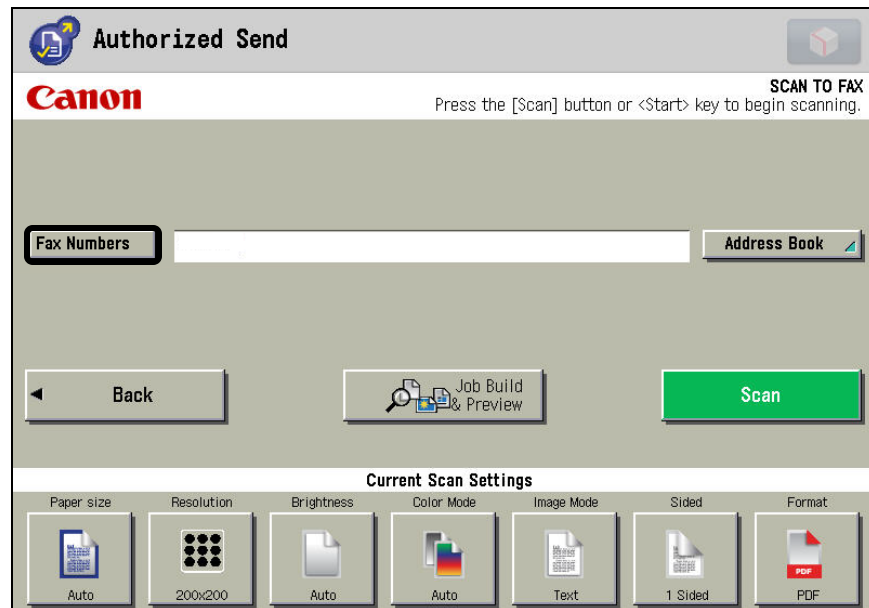 Authorized Send
Canon
SCAN TO FAX
Press the [Scan] button or <Start> key to begin scanning.
Fax Numbers
Address Book
Back
Job Build
& Preview
Scan
Current Scan Settings
Paper size Resolution Brightness Color Mode Image Mode Sided Format
PDF
Auto 200x200 Auto Auto Text 1 Sided PDF